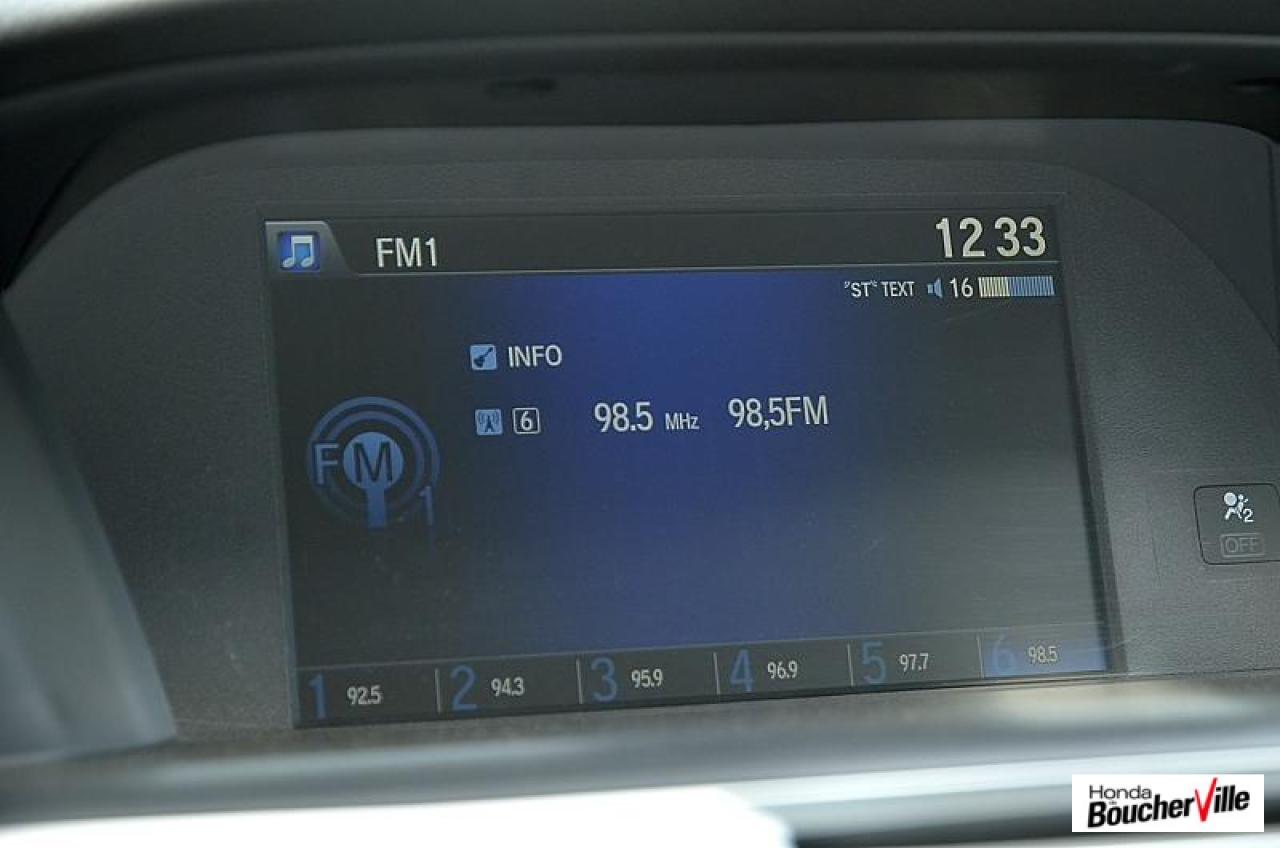 FM1 12 33
"ST" TEXT 16
INFO
6 98.5 MHz 98,5FM
FM
1
2
OFF
1 92.5 2 94.3 3 95.9 4 96.9 5 97.7 6 98.5
Honda
de
BoucherVille